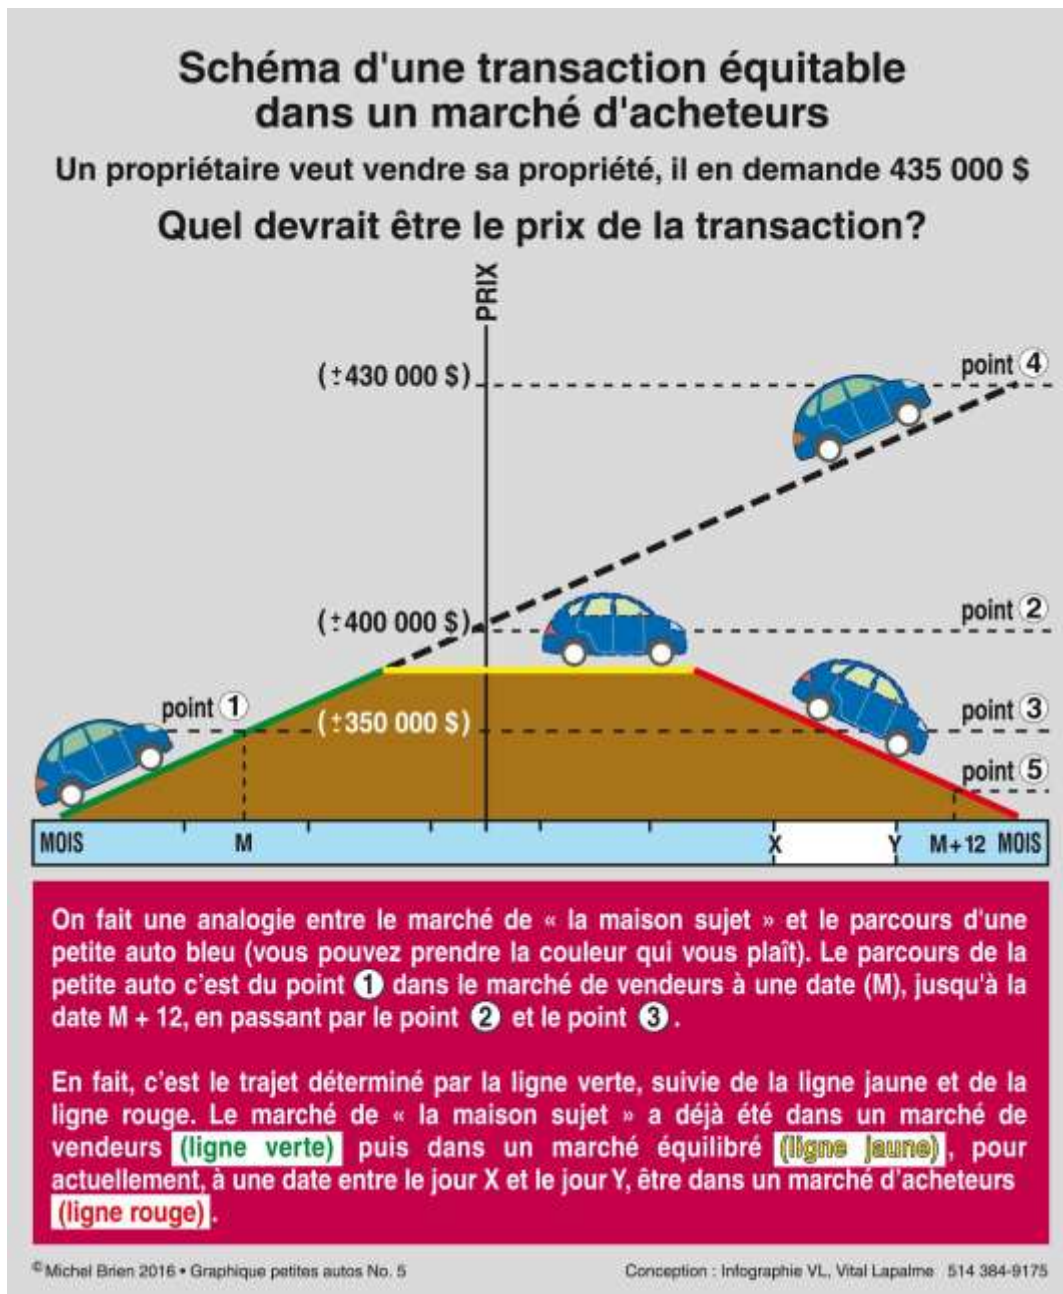 Schéma d'une transaction équitable
dans un marché d'acheteurs
Un propriétaire veut vendre sa propriété, il en demande 435 000 $
Quel devrait être le prix de la transaction?
PRIX
(±430 000 $)
point 4
(±400 000 $)
point 2
point 1
(±350 000 $)
point 3
point 5
MOIS M X Y M+12 MOIS
On fait une analogie entre le marché de « la maison sujet » et le parcours d'une
petite auto bleu (vous pouvez prendre la couleur qui vous plaît). Le parcours de la
petite auto c'est du point 1 dans le marché de vendeurs à une date (M), jusqu'à la
date M + 12, en passant par le point 2 et le point 3.
En fait, c'est le trajet déterminé par la ligne verte, suivie de la ligne jaune et de la
ligne rouge. Le marché de « la maison sujet » a déjà été dans un marché de
vendeurs (ligne verte) puis dans un marché équilibré (ligne jaune), pour
actuellement, à une date entre le jour X et le jour Y, être dans un marché d'acheteurs
(ligne rouge).
© Michel Brien 2016 • Graphique petites autos No. 5
Conception : Infographie VL, Vital Lapalme 514 384-9175